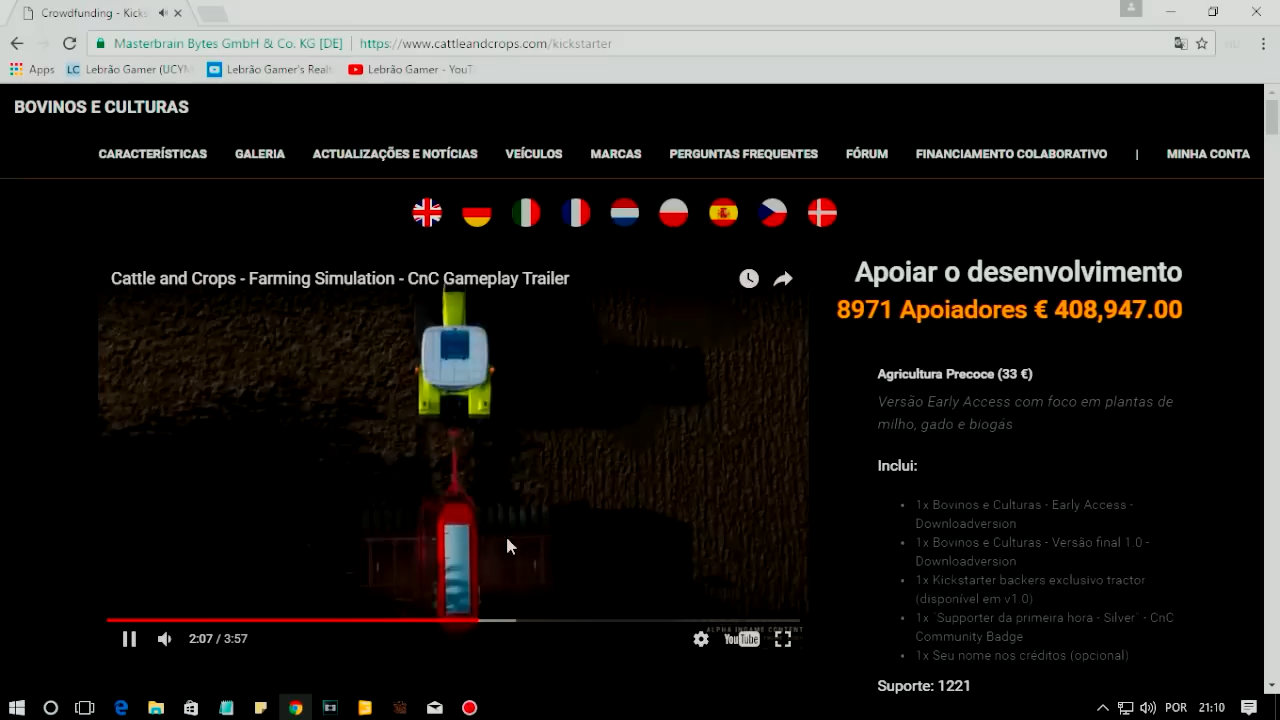 Crowdfunding - Kicks
Masterbrain Bytes GmbH & Co. KG [DE] https://www.cattleandcrops.com/kickstarter
Apps LC Lebrão Gamer (UCYM Lebrão Gamer's Realt Lebrão Gamer - YouT
BOVINOS E CULTURAS
CARACTERÍSTICAS GALERIA ACTUALIZAÇÕES E NOTÍCIAS VEÍCULOS MARCAS PERGUNTAS FREQUENTES FÓRUM FINANCIAMENTO COLABORATIVO | MINHA CONTA
Cattle and Crops - Farming Simulation - CnC Gameplay Trailer
Apoiar o desenvolvimento
8971 Apoiadores € 408,947.00
Agricultura Precoce (33 €)
Versão Early Access com foco em plantas de
milho, gado e biogás
Inclui:
1x Bovinos e Culturas - Early Access -
Downloadversion
1x Bovinos e Culturas - Versão final 1.0 -
Downloadversion
1x Kickstarter backers exclusivo tractor
(disponível em v1.0)
1x `Supporter da primeira hora - Silver´ - CnC
Community Badge
1x Seu nome nos créditos (opcional)
Suporte: 1221
ALPHA INGAME CONTENT
2:07 / 3:57
YouTube
POR 21:10